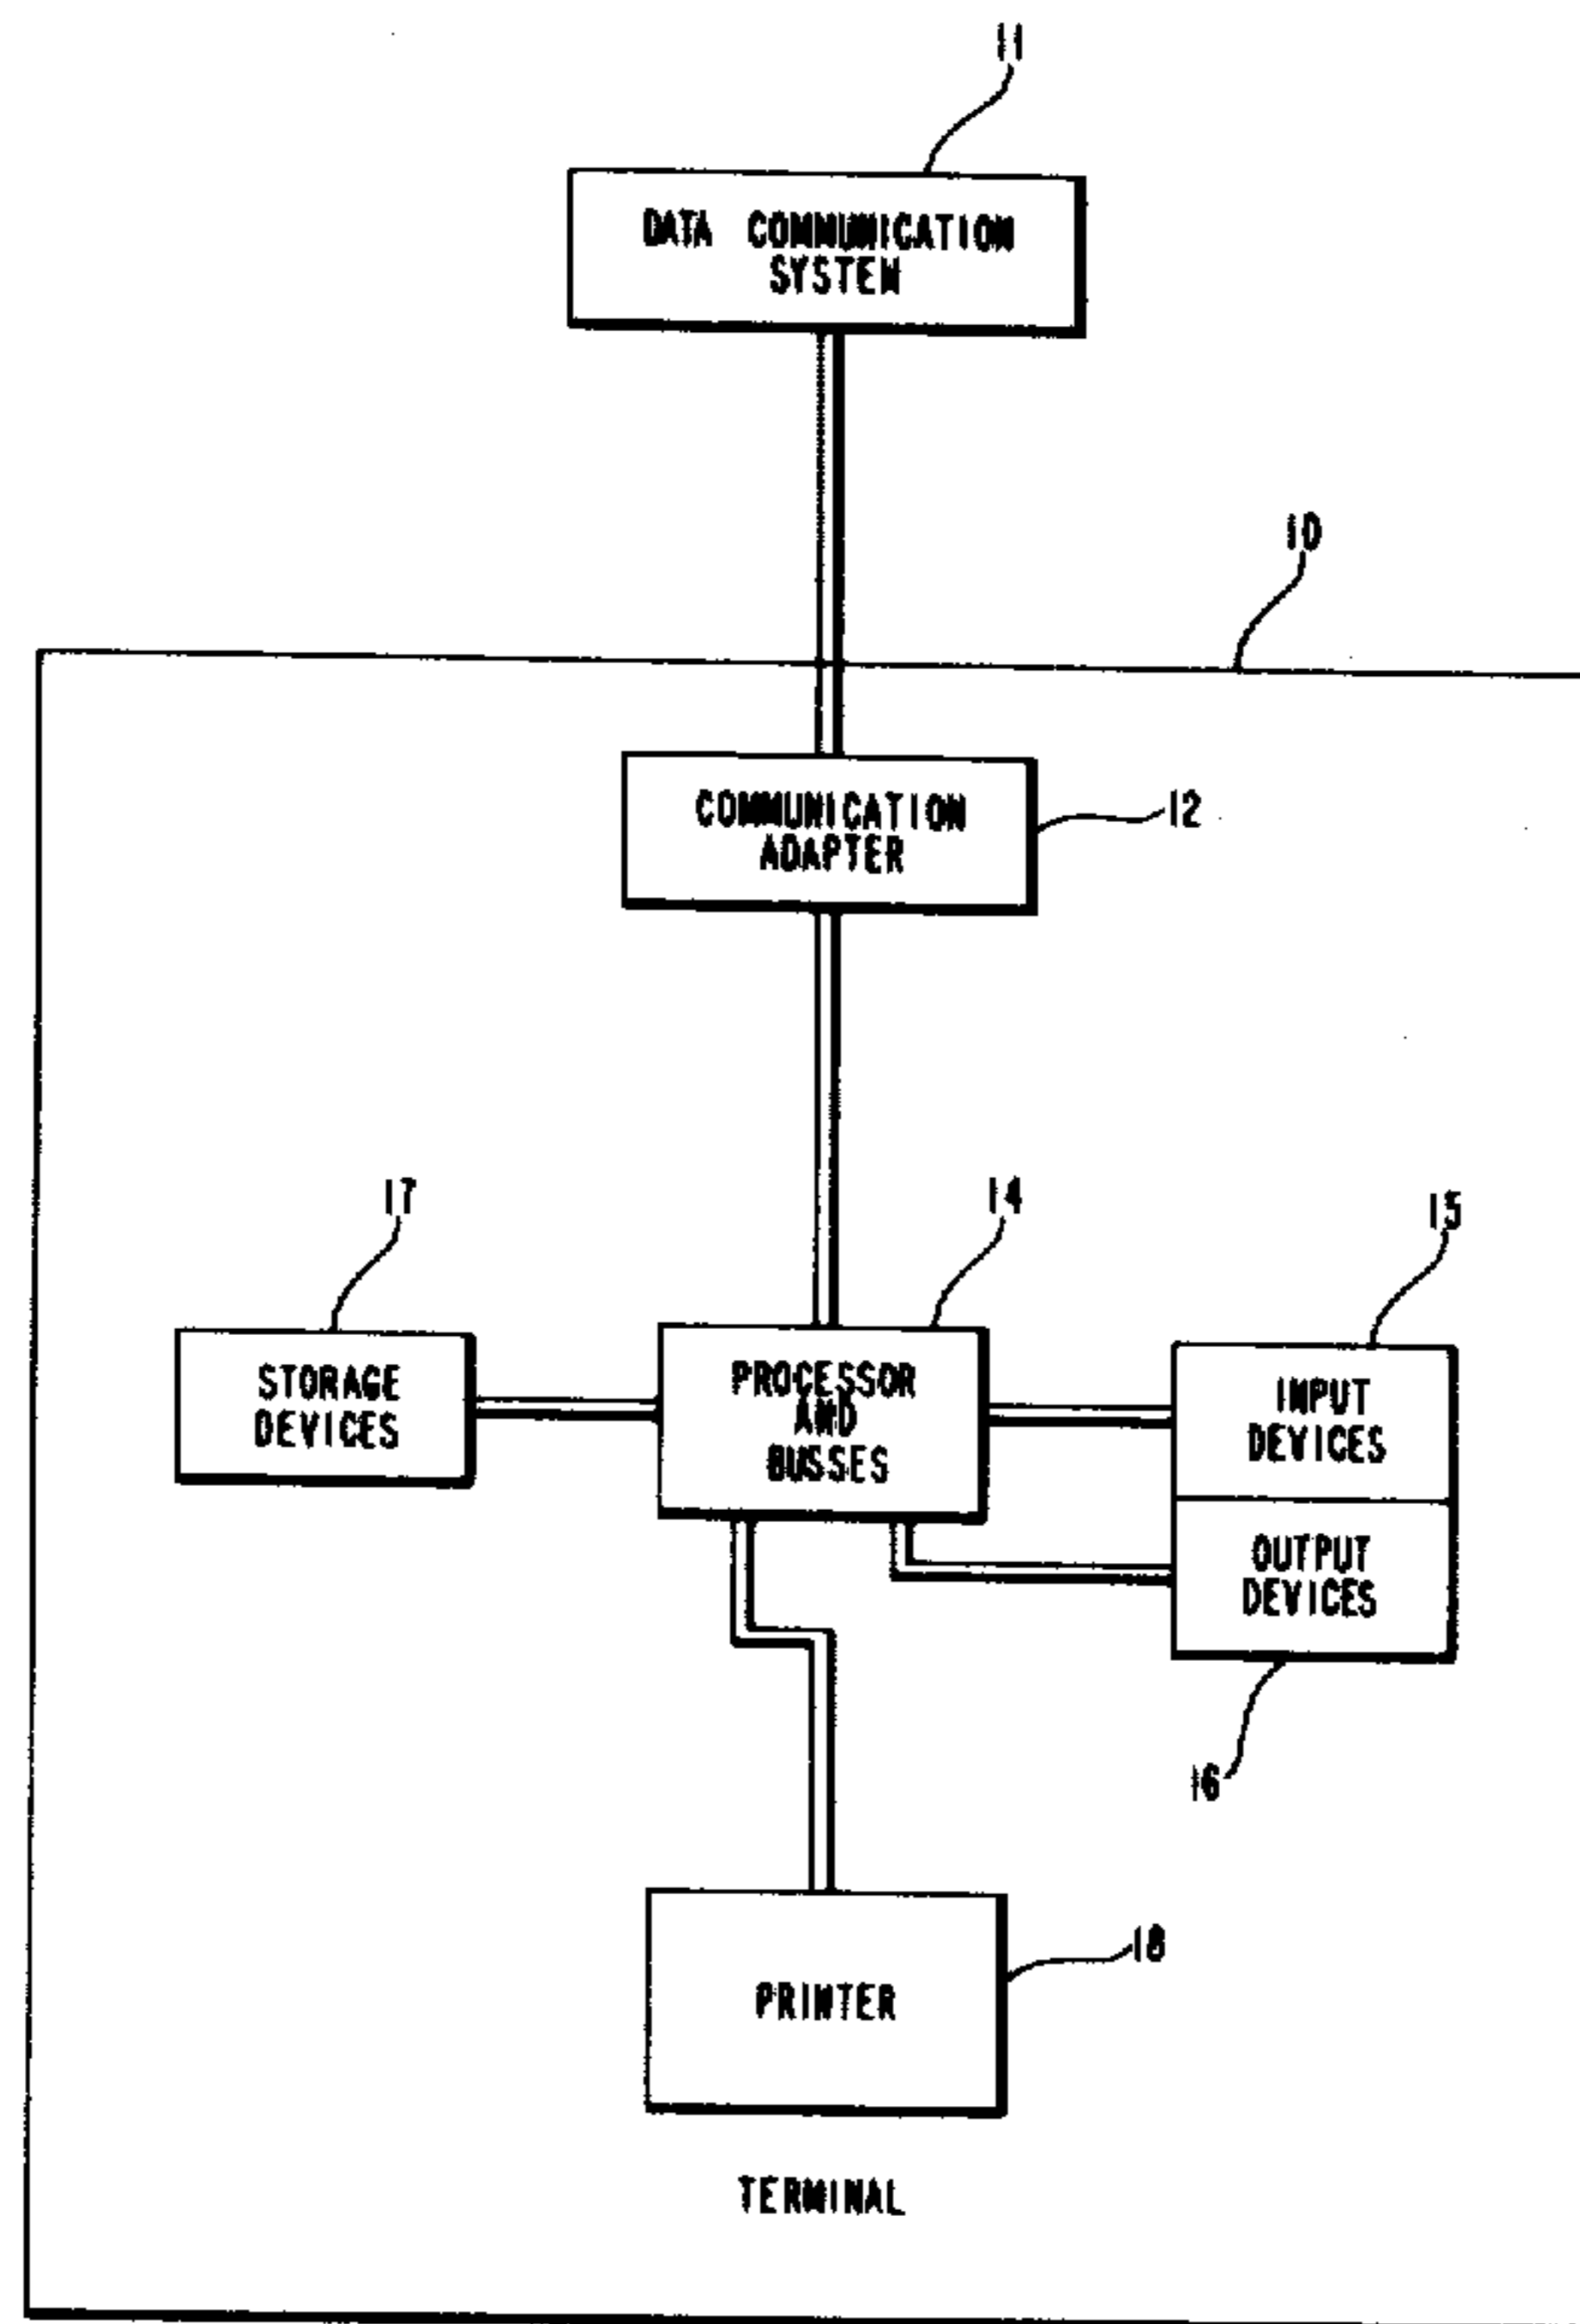 11
DATA COMMUNICATION
SYSTEM
10
COMMUNICATION
ADAPTER
12
17
14
15
STORAGE
DEVICES
PROCESSOR
AND
BUSSES
INPUT
DEVICES
OUTPUT
DEVICES
16
18
PRINTER
TERMINAL